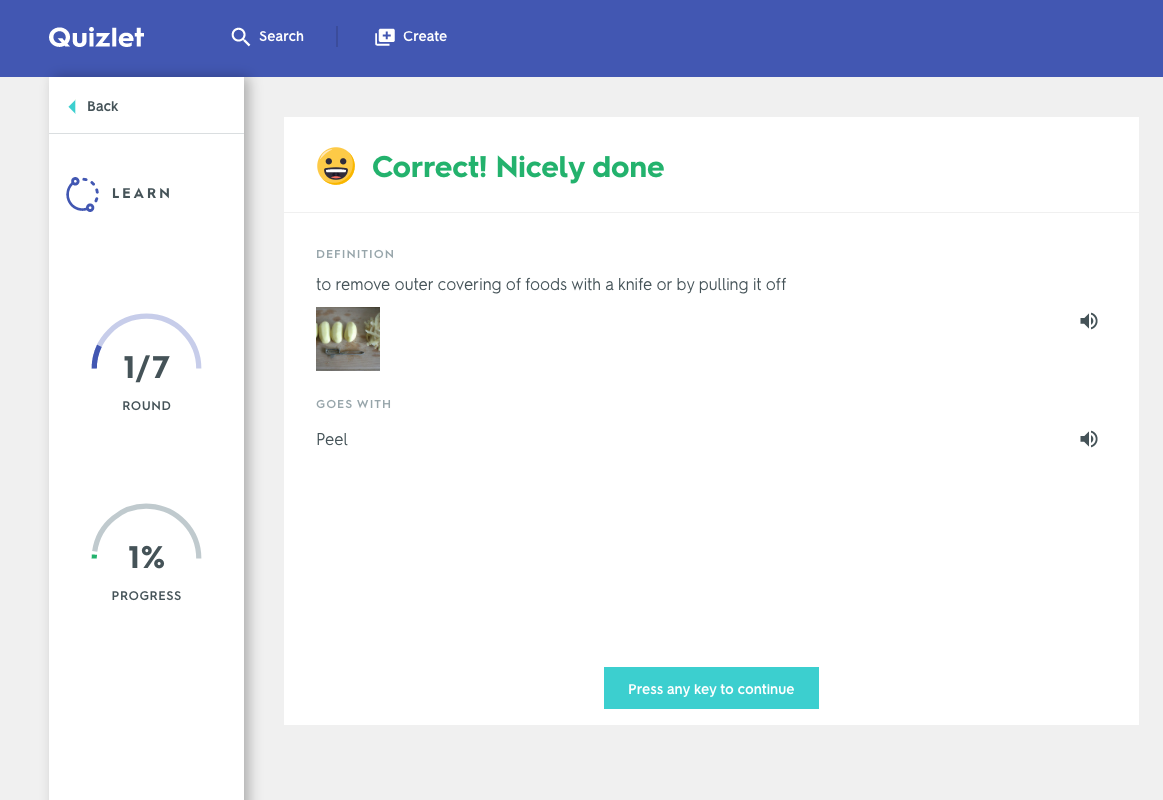 Quizlet
Search
Create
Back
LEARN
1/7
ROUND
1%
PROGRESS
Correct! Nicely done
DEFINITION
to remove outer covering of foods with a knife or by pulling it off
GOES WITH
Peel
Press any key to continue